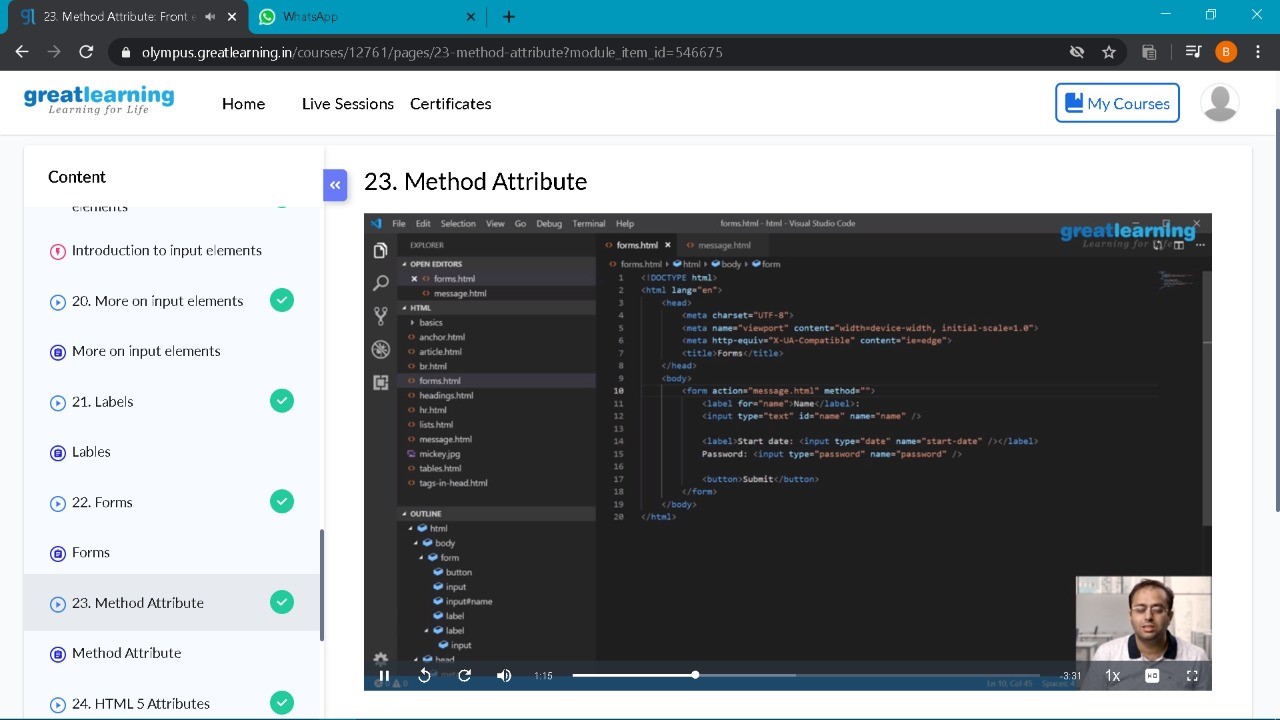 23. Method Attribute: Front e
WhatsApp
olympus.greatlearning.in/courses/12761/pages/23-method-attribute?module_item_id=546675
B
greatlearning
Learning for Life
Home
Live Sessions
Certificates
My Courses
Content
elements
Introduction to input elements
20. More on input elements
More on input elements
21. Lables
Lables
22. Forms
Forms
23. Method Attribute
Method Attribute
24. HTML 5 Attributes
23. Method Attribute
File Edit Selection View Go Debug Terminal Help
forms.html - html - Visual Studio Code
greatlearning
Learning for Life
EXPLORER
OPEN EDITORS
forms.html
message.html
HTML
basics
anchor.html
article.html
br.html
forms.html
headings.html
hr.html
lists.html
message.html
mickey.jpg
tables.html
tags-in-head.html
OUTLINE
html
body
form
button
input
input#name
label
label
input
head
forms.html
message.html
forms.html html body form
1 <!DOCTYPE html>
2 <html lang="en">
3 <head>
4 <meta charset="UTF-8">
5 <meta name="viewport" content="width=device-width, initial-scale=1.0">
6 <meta http-equiv="X-UA-Compatible" content="ie=edge">
7 <title>Forms</title>
8 </head>
9 <body>
10 <form action="message.html" method="">
11 <label for="name">Name</label>:
12 <input type="text" id="name" name="name" />
13
14 <label>Start date: <input type="date" name="start-date" /></label>
15 Password: <input type="password" name="password" />
16
17 <button>Submit</button>
18 </form>
19 </body>
20 </html>
1:15
-3:31
1x
HD
Ln 10, Col 45